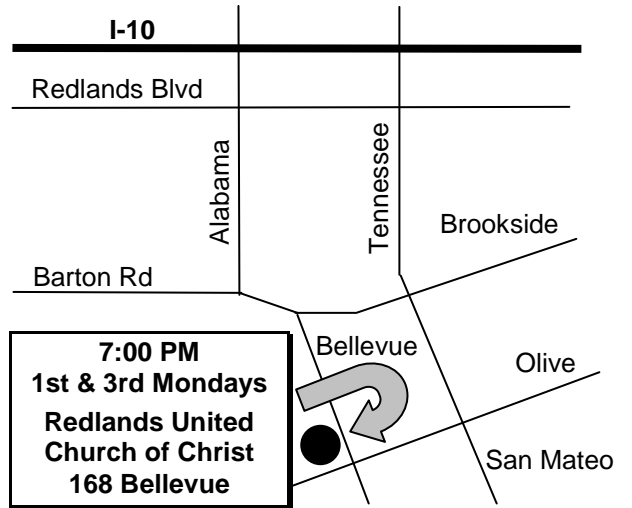 I-10
Redlands Blvd
Alabama
Tennessee
Brookside
Barton Rd
7:00 PM
1st & 3rd Mondays
Redlands United
Church of Christ
168 Bellevue
Bellevue
Olive
San Mateo